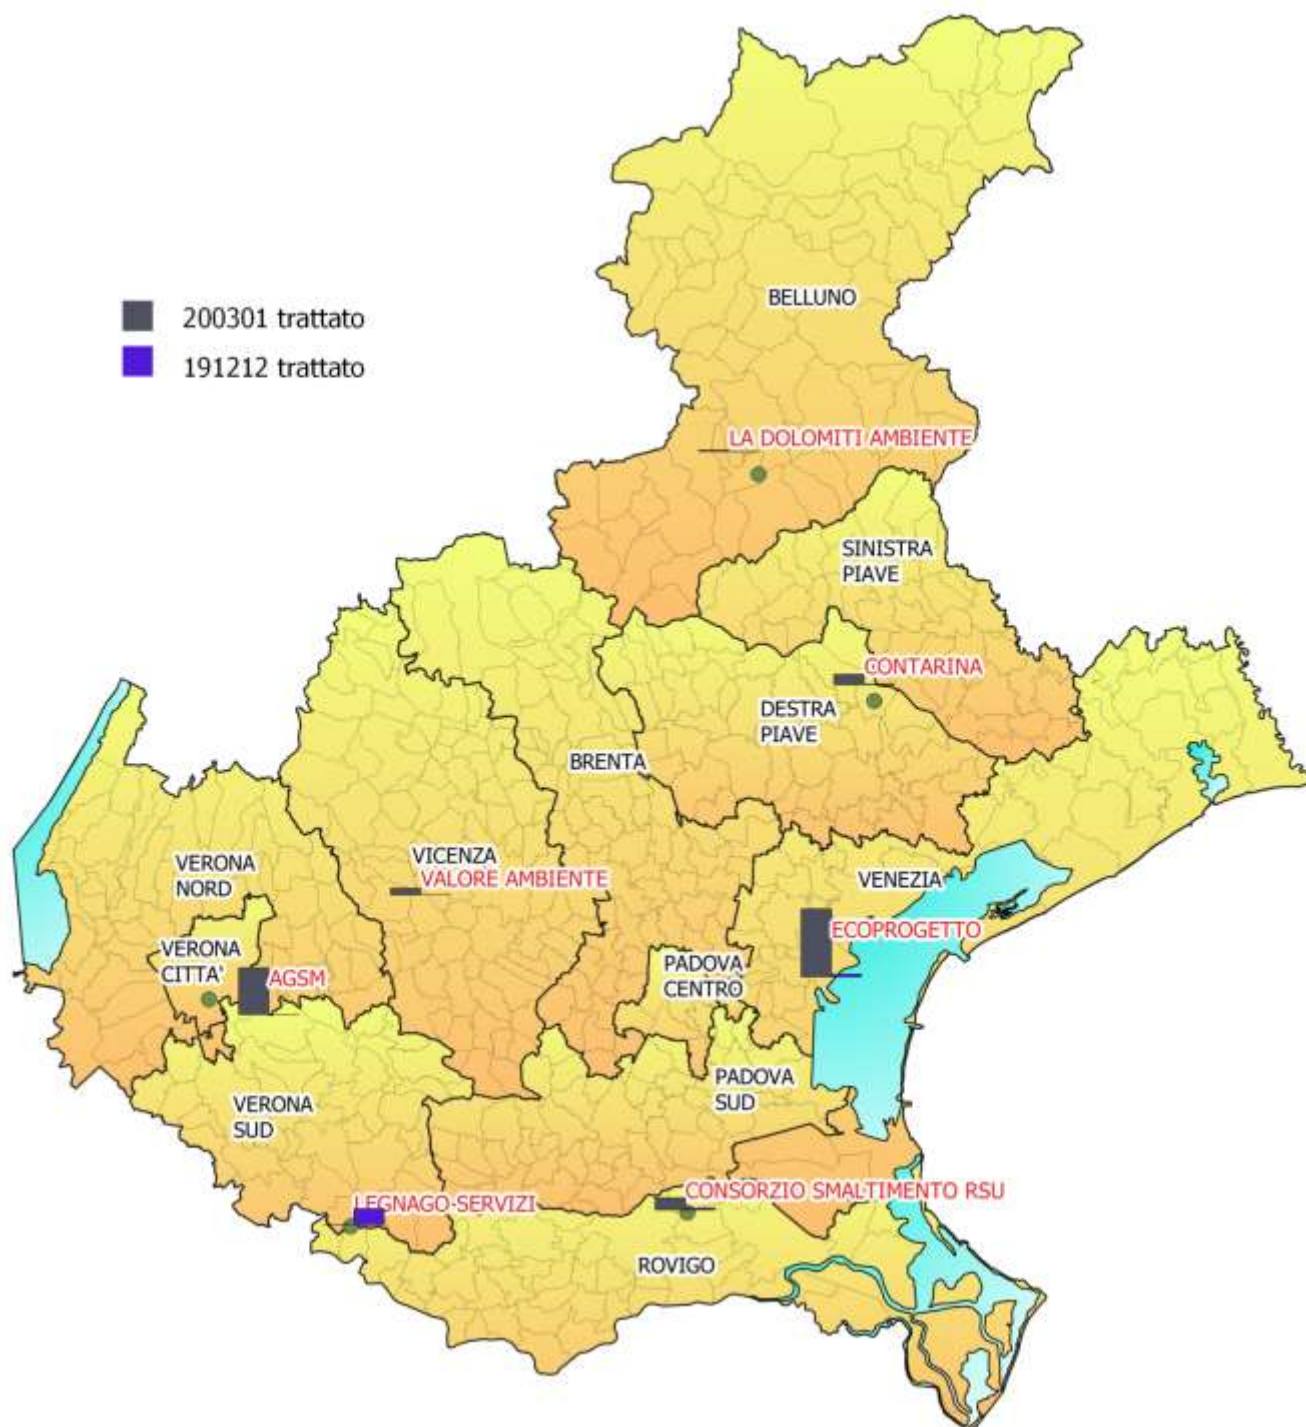 BELLUNO
200301 trattato
191212 trattato
LA DOLOMITI AMBIENTE
SINISTRA
PIAVE
CONTARINA
DESTRA
PIAVE
BRENTA
VERONA
NORD
VICENZA
VALORE AMBIENTE
VENEZIA
ECOPROGETTO
VERONA
CITTA'
AGSM
PADOVA
CENTRO
PADOVA
SUD
VERONA
SUD
LEGNAGO SERVIZI
CONSORZIO SMALTIMENTO RSU
ROVIGO